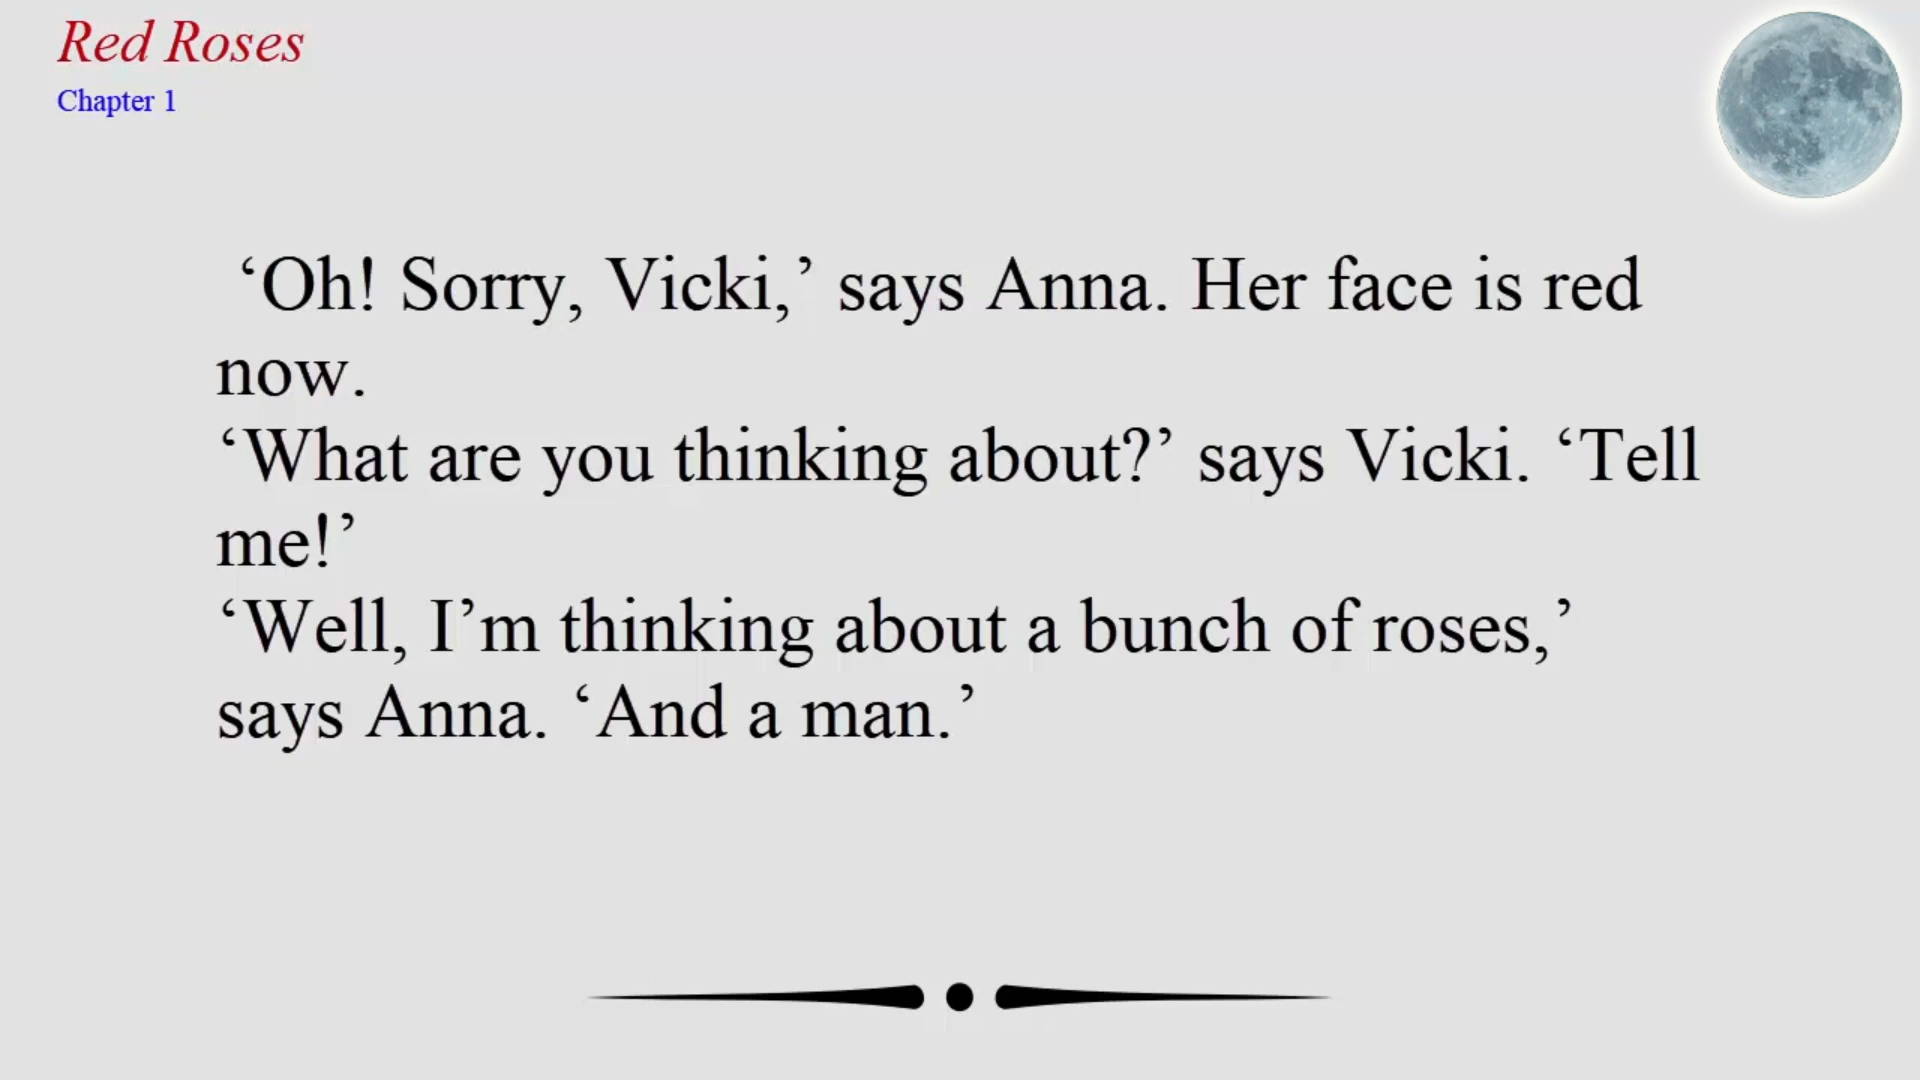 Red Roses
Chapter 1
‘Oh! Sorry, Vicki,’ says Anna. Her face is red
now.
‘What are you thinking about?’ says Vicki. ‘Tell
me!’
‘Well, I’m thinking about a bunch of roses,’
says Anna. ‘And a man.’